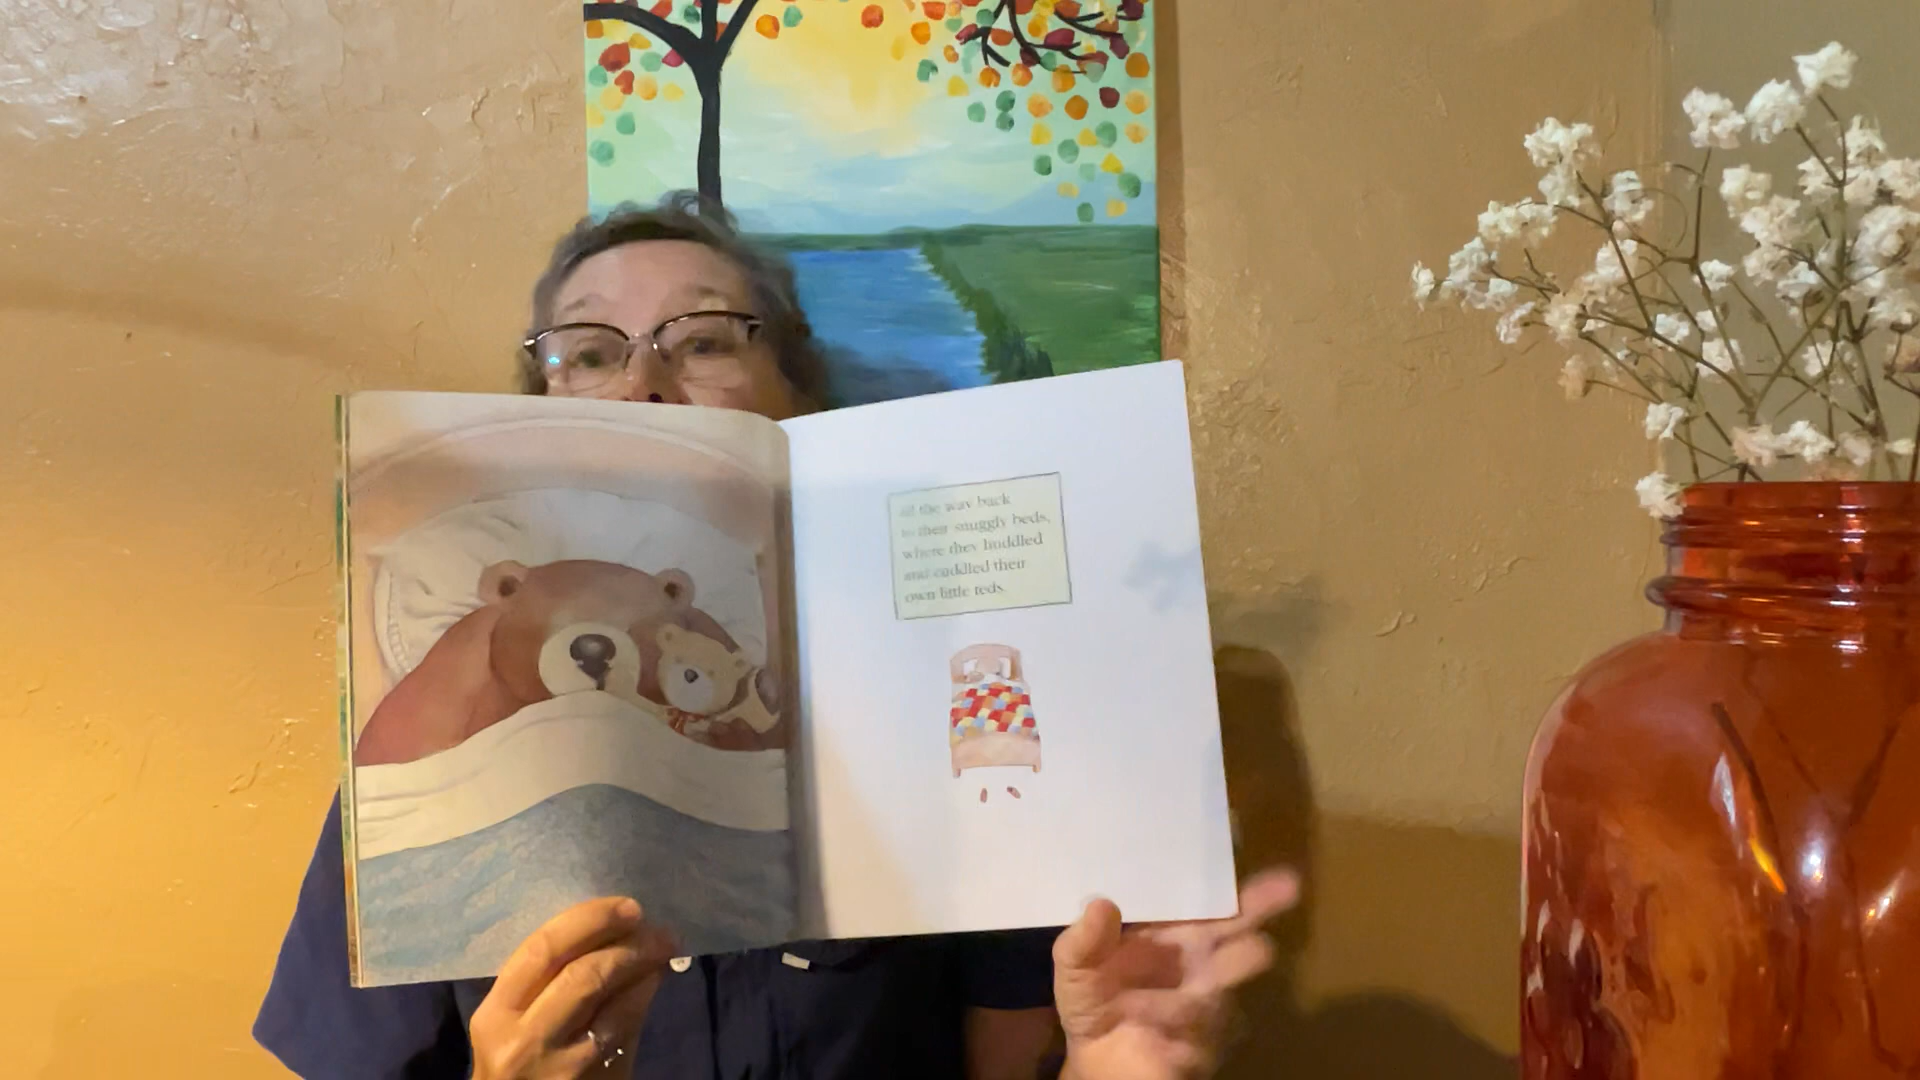 all the way back
to their snuggly beds,
where they huddled
and cuddled their
own little teds.